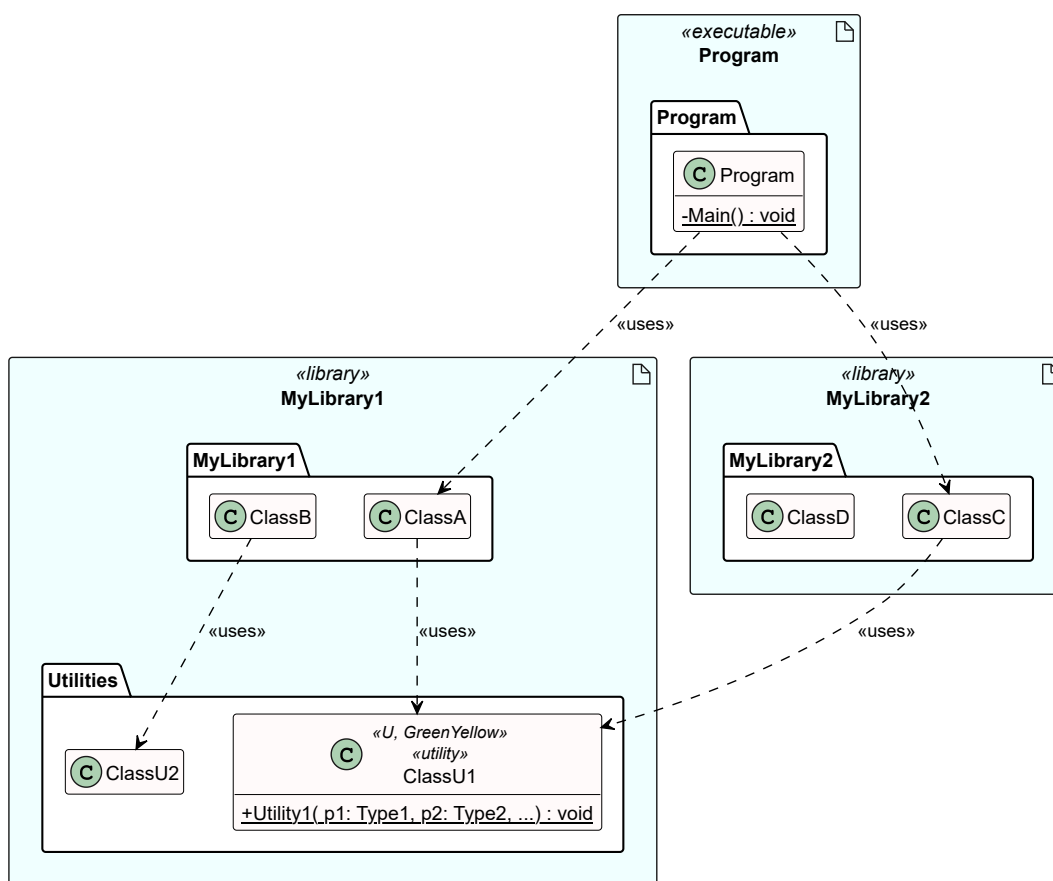 «executable»
Program
Program
C Program
-Main() : void
«uses»
«uses»
«library»
MyLibrary1
MyLibrary1
C ClassB
C ClassA
«library»
MyLibrary2
MyLibrary2
C ClassD
C ClassC
«uses»
«uses»
«uses»
Utilities
C ClassU2
C
«U, GreenYellow»
«utility»
ClassU1
+Utility1( p1: Type1, p2: Type2, ...) : void